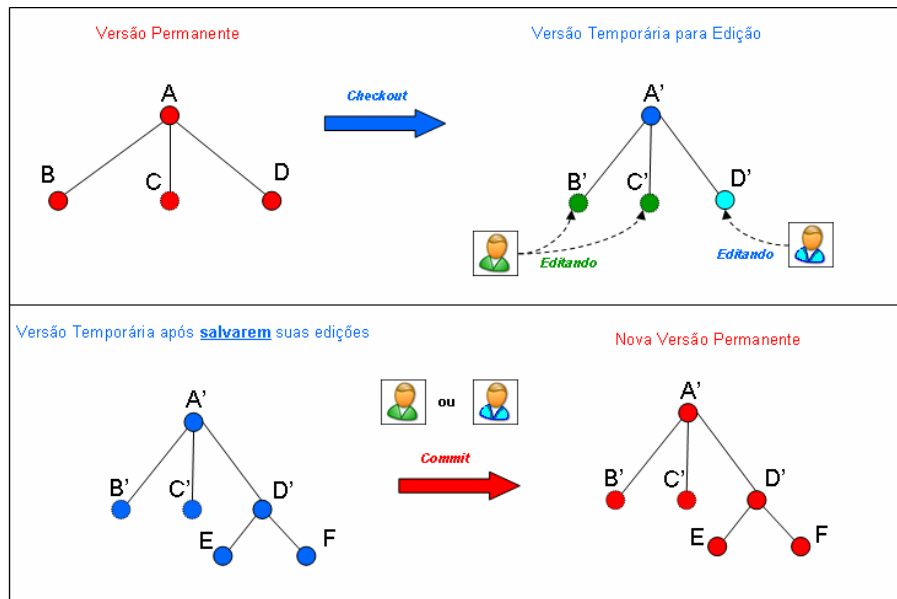 Versão Permanente
Versão Temporária para Edição
A
Checkout
A'
B
C
D
B'
C'
D'
Editando
Editando
Versão Temporária após salvarem suas edições
Nova Versão Permanente
A'
ou
A'
B'
C'
D'
Commit
B'
C'
D'
E
F
E
F